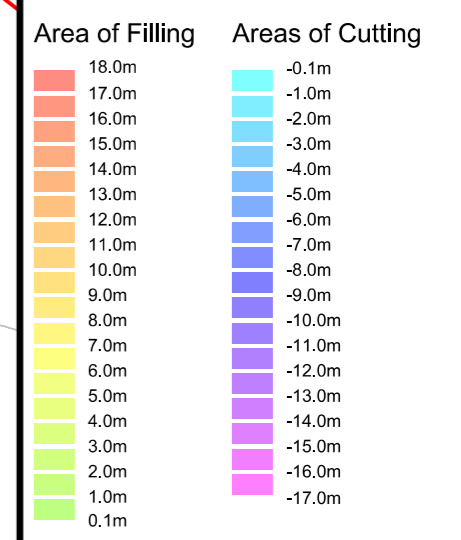 Area of Filling
18.0m
17.0m
16.0m
15.0m
14.0m
13.0m
12.0m
11.0m
10.0m
9.0m
8.0m
7.0m
6.0m
5.0m
4.0m
3.0m
2.0m
1.0m
0.1m
Areas of Cutting
-0.1m
-1.0m
-2.0m
-3.0m
-4.0m
-5.0m
-6.0m
-7.0m
-8.0m
-9.0m
-10.0m
-11.0m
-12.0m
-13.0m
-14.0m
-15.0m
-16.0m
-17.0m